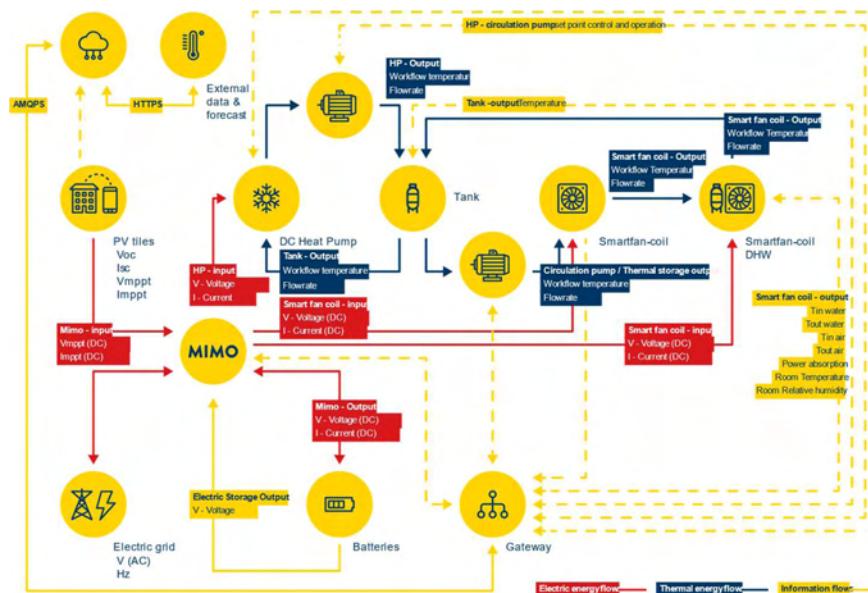 HP - circulation pump set point control and operation
HP - Output
Workflow temperature
Flowrate
AMQPS
HTTPS
External
data &
forecast
Tank -output Temperature
Smart fan coil - Output
Workflow Temperature
Flowrate
Smart fan coil - Output
Workflow Temperature
Flowrate
PV tiles
Voc
Isc
Vmppt
Imppt
DC Heat Pump
Tank
Smartfan-coil
Smartfan-coil
DHW
Tank - Output
Workflow temperature
Flowrate
HP - input
V - Voltage
I - Current
Circulation pump / Thermal storage outp
Workflow temperature
Flowrate
Smart fan coil - input
V - Voltage (DC)
I - Current (DC)
Smart fan coil - output
Tin water
Tout water
Tin air
Tout air
Power absorption
Room Temperature
Room Relative humidity
Mimo - input
Vmppt (DC)
Imppt (DC)
MIMO
Smart fan coil - input
V - Voltage (DC)
I - Current (DC)
Mimo - Output
V - Voltage (DC)
I - Current (DC)
Electric Storage Output
V - Voltage
Electric grid
V (AC)
Hz
Batteries
Gateway
Electric energy flow
Thermal energy flow
Information flow